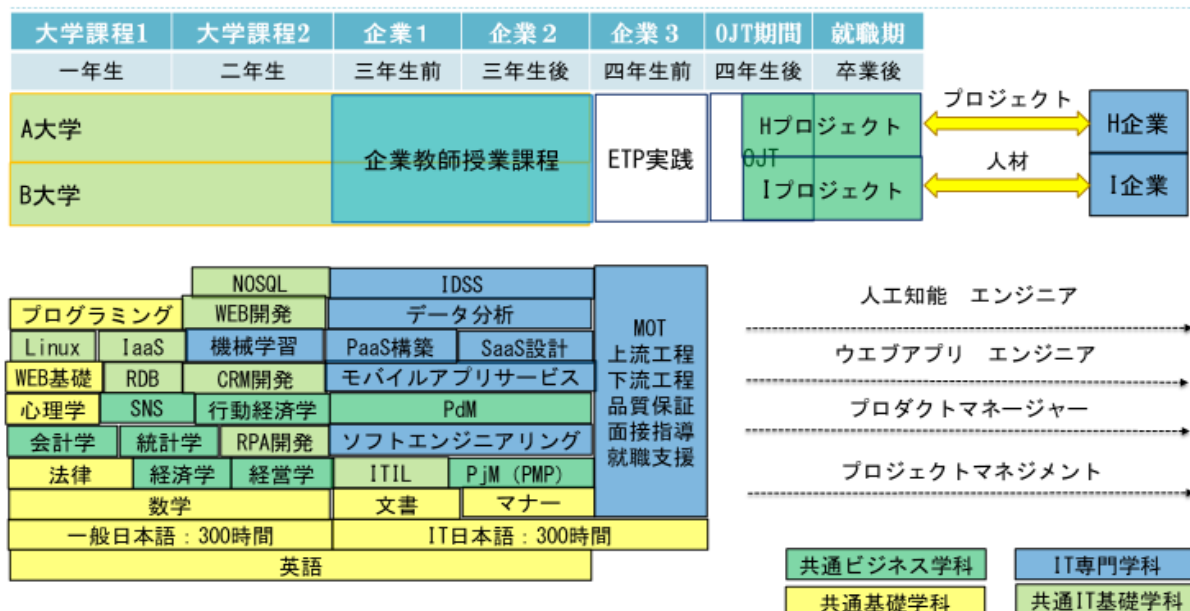 大学課程1 大学課程2 企業1 企業2 企業3 OJT期間 就職期
一年生 二年生 三年生前 三年生後 四年生前 四年生後 卒業後
A大学
B大学
企業教師授業課程
ETP実践
OJT
Hプロジェクト
Iプロジェクト
プロジェクト
人材
H企業
I企業
NOSQL IDSS
プログラミング WEB開発 データ分析
Linux IaaS 機械学習 PaaS構築 SaaS設計
WEB基礎 RDB CRM開発 モバイルアプリサービス
心理学 SNS 行動経済学 PdM
会計学 統計学 RPA開発 ソフトエンジニアリング
法律 経済学 経営学 ITIL PjM (PMP)
数学 文書 マナー
一般日本語：300時間 IT日本語：300時間
英語
MOT
上流工程
下流工程
品質保証
面接指導
就職支援
人工知能 エンジニア
ウエブアプリ エンジニア
プロダクトマネージャー
プロジェクトマネジメント
共通ビジネス学科 IT専門学科
共通基礎学科 共通IT基礎学科